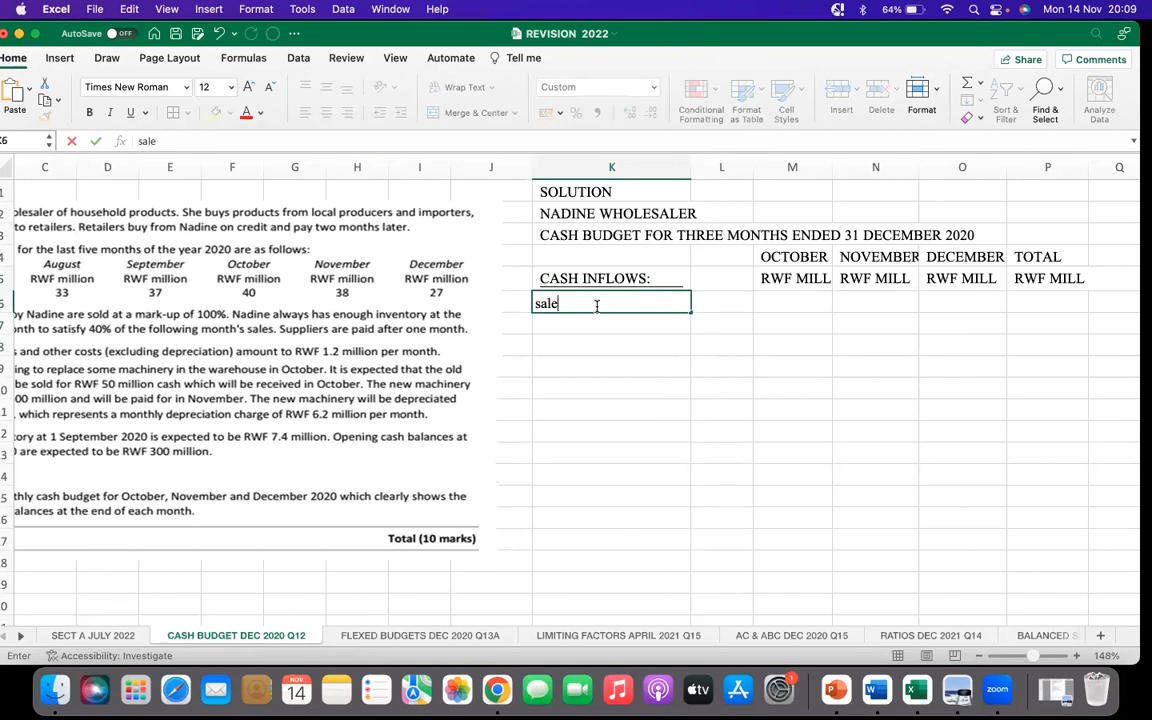 Excel File Edit View Insert Format Tools Data Window Help 64% Mon 14 Nov 20:09
AutoSave OFF REVISION 2022
Home Insert Draw Page Layout Formulas Data Review View Automate Tell me Share Comments
Paste Times New Roman 12 Wrap Text Merge & Center Custom Conditional Formatting Format as Table Cell Styles Insert Delete Format Sort & Filter Find & Select Analyze Data
K6 fx sale
C D E F G H I J K L M N O P Q
SOLUTION
olesaler of household products. She buys products from local producers and importers,
NADINE WHOLESALER
to retailers. Retailers buy from Nadine on credit and pay two months later.
CASH BUDGET FOR THREE MONTHS ENDED 31 DECEMBER 2020
for the last five months of the year 2020 are as follows:
OCTOBER NOVEMBER DECEMBER TOTAL
August September October November December
RWF million RWF million RWF million RWF million RWF million
CASH INFLOWS: RWF MILL RWF MILL RWF MILL RWF MILL
33 37 40 38 27
sale
by Nadine are sold at a mark-up of 100%. Nadine always has enough inventory at the
nth to satisfy 40% of the following month's sales. Suppliers are paid after one month.
s and other costs (excluding depreciation) amount to RWF 1.2 million per month.
ing to replace some machinery in the warehouse in October. It is expected that the old
be sold for RWF 50 million cash which will be received in October. The new machinery
00 million and will be paid for in November. The new machinery will be depreciated
, which represents a monthly depreciation charge of RWF 6.2 million per month.
tory at 1 September 2020 is expected to be RWF 7.4 million. Opening cash balances at
0 are expected to be RWF 300 million.
thly cash budget for October, November and December 2020 which clearly shows the
alances at the end of each month.
Total (10 marks)
SECT A JULY 2022 CASH BUDGET DEC 2020 Q12 FLEXED BUDGETS DEC 2020 Q13A LIMITING FACTORS APRIL 2021 Q15 AC & ABC DEC 2020 Q15 RATIOS DEC 2021 Q14 BALANCED S
Enter Accessibility: Investigate 148%
NOV
14
tv
1
zoom